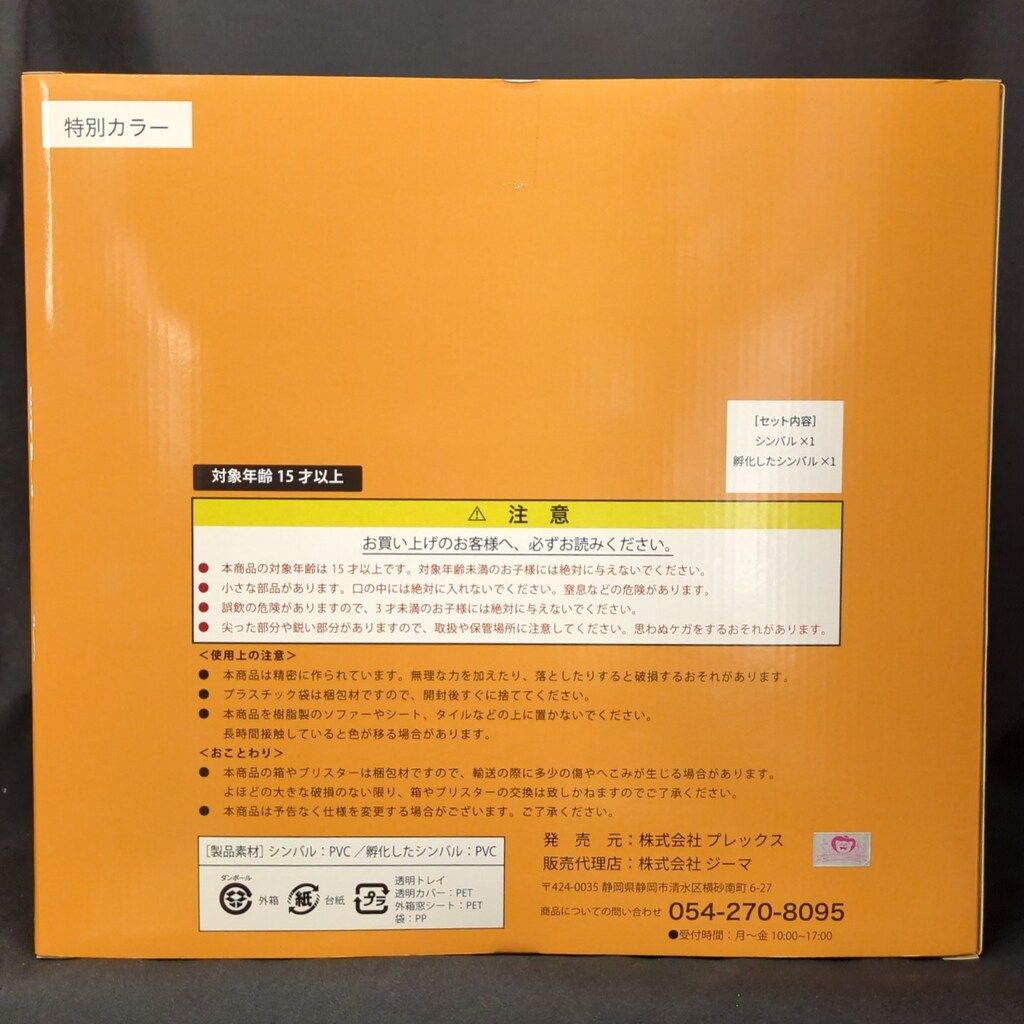 特別カラー
[セット内容]
シンバル×1
孵化したシンバル×1
対象年齢 15 才以上
⚠ 注 意
お買い上げのお客様へ、必ずお読みください。
● 本商品の対象年齢は 15 才以上です。対象年齢未満のお子様には絶対に与えないでください。
● 小さな部品があります。口の中には絶対に入れないでください。窒息などの危険があります。
● 誤飲の危険がありますので、3 才未満のお子様には絶対に与えないでください。
● 尖った部分や鋭い部分がありますので、取扱や保管場所に注意してください。思わぬケガをするおそれがあります。
＜使用上の注意＞
● 本商品は精密に作られています。無理な力を加えたり、落としたりすると破損するおそれがあります。
● プラスチック袋は梱包材ですので、開封後すぐに捨ててください。
● 本商品を樹脂製のソファーやシート、タイルなどの上に置かないでください。
長時間接触していると色が移る場合があります。
＜おことわり＞
● 本商品の箱やブリスターは梱包材ですので、輸送の際に多少の傷やへこみが生じる場合があります。
よほどの大きな破損のない限り、箱やブリスターの交換は致しかねますのでご了承ください。
● 本商品は予告なく仕様を変更する場合がございます。ご了承ください。
[製品素材] シンバル：PVC ／孵化したシンバル：PVC
ダンボール
外箱
紙
台紙
プラ
透明トレイ
透明カバー：PET
外箱窓シート：PET
袋：PP
発 売 元：株式会社 プレックス
販売代理店：株式会社 ジーマ
〒424-0035 静岡県静岡市清水区横砂南町 6-27
商品についての問い合わせ 054-270-8095
●受付時間：月～金 10:00~17:00